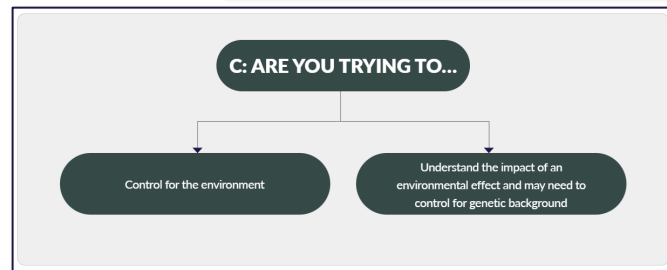 C: ARE YOU TRYING TO...
Control for the environment
Understand the impact of an
environmental effect and may need to
control for genetic background